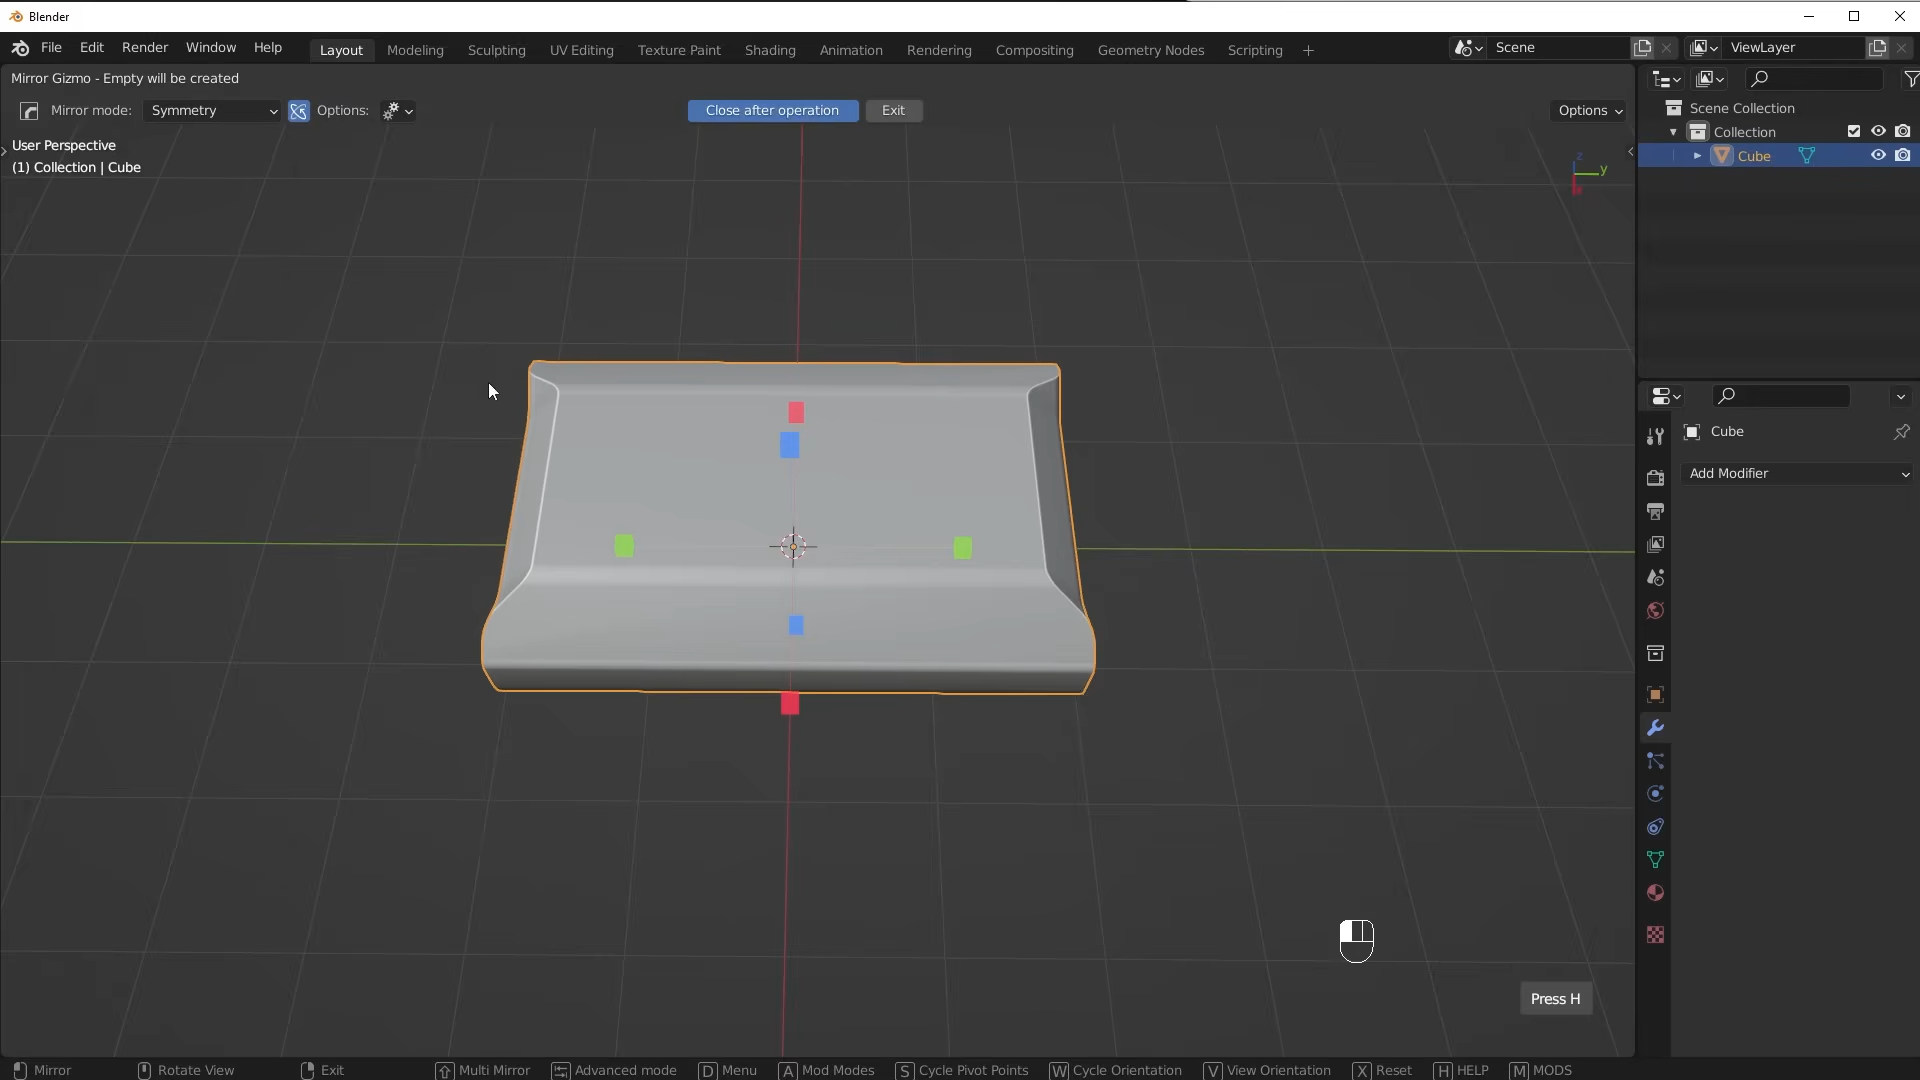 Blender
File Edit Render Window Help Layout Modeling Sculpting UV Editing Texture Paint Shading Animation Rendering Compositing Geometry Nodes Scripting + Scene ViewLayer
Mirror Gizmo - Empty will be created
Mirror mode: Symmetry Options: Close after operation Exit Options
User Perspective
(1) Collection | Cube
Scene Collection
Collection
Cube
z
y
Cube
Add Modifier
Press H
Mirror Rotate View Exit Multi Mirror Advanced mode D Menu A Mod Modes S Cycle Pivot Points W Cycle Orientation V View Orientation X Reset H HELP M MODS